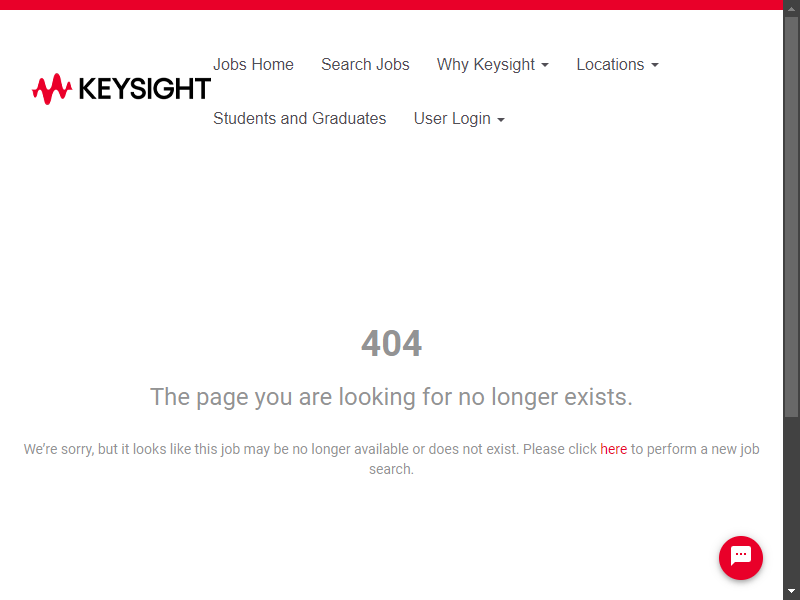 KEYSIGHT
Jobs Home Search Jobs Why Keysight Locations
Students and Graduates User Login
404
The page you are looking for no longer exists.
We're sorry, but it looks like this job may be no longer available or does not exist. Please click here to perform a new job
search.